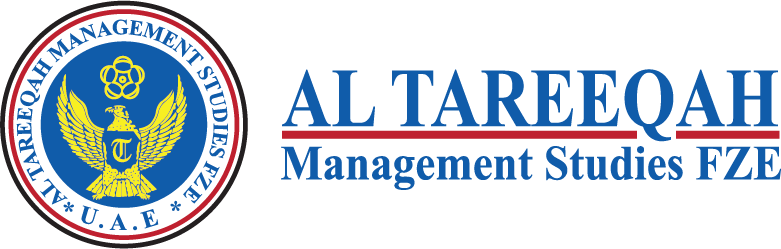 AL TAREEQAH MANAGEMENT STUDIES FZE
T
* U.A.E *
AL TAREEQAH
Management Studies FZE